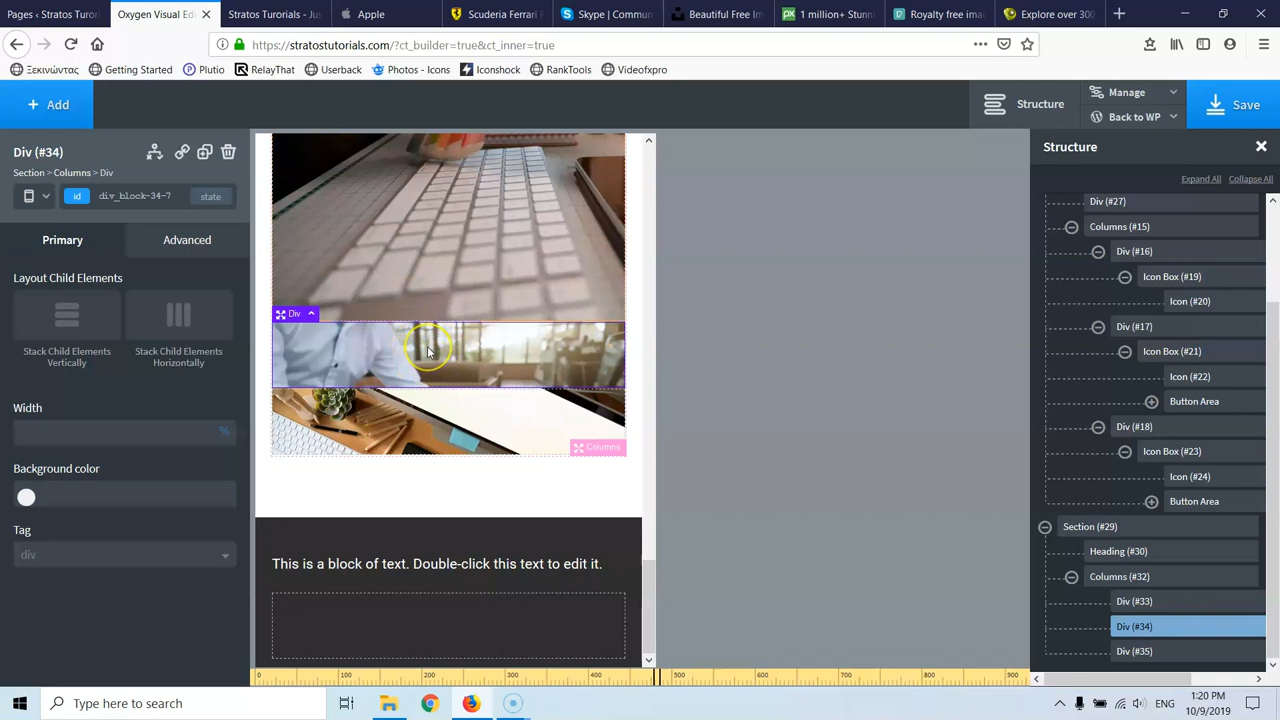 Pages ‹ Stratos Turor
Oxygen Visual Ed
Stratos Turorials - Jus
Apple
Scuderia Ferrari
Skype | Commun
Beautiful Free Im
1 million+ Stunn
Royalty free ima
Explore over 300
https://stratostutorials.com/?ct_builder=true&ct_inner=true
Ξεκινώντας
Getting Started
Plutio
RelayThat
Userback
Photos - Icons
Iconshock
RankTools
Videofxpro
+ Add
Structure
Manage
Back to WP
Save
Div (#34)
Section > Columns > Div
id
div_block-34-7
state
Primary
Advanced
Layout Child Elements
Stack Child Elements
Vertically
Stack Child Elements
Horizontally
Width
%
Background color
Tag
div
Div
Columns
This is a block of text. Double-click this text to edit it.
0
100
200
300
400
500
600
700
800
900
Structure
Expand All
Collapse All
Div (#27)
Columns (#15)
Div (#16)
Icon Box (#19)
Icon (#20)
Div (#17)
Icon Box (#21)
Icon (#22)
Button Area
Div (#18)
Icon Box (#23)
Icon (#24)
Button Area
Section (#29)
Heading (#30)
Columns (#32)
Div (#33)
Div (#34)
Div (#35)
Type here to search
1:20 PM
10/9/2019